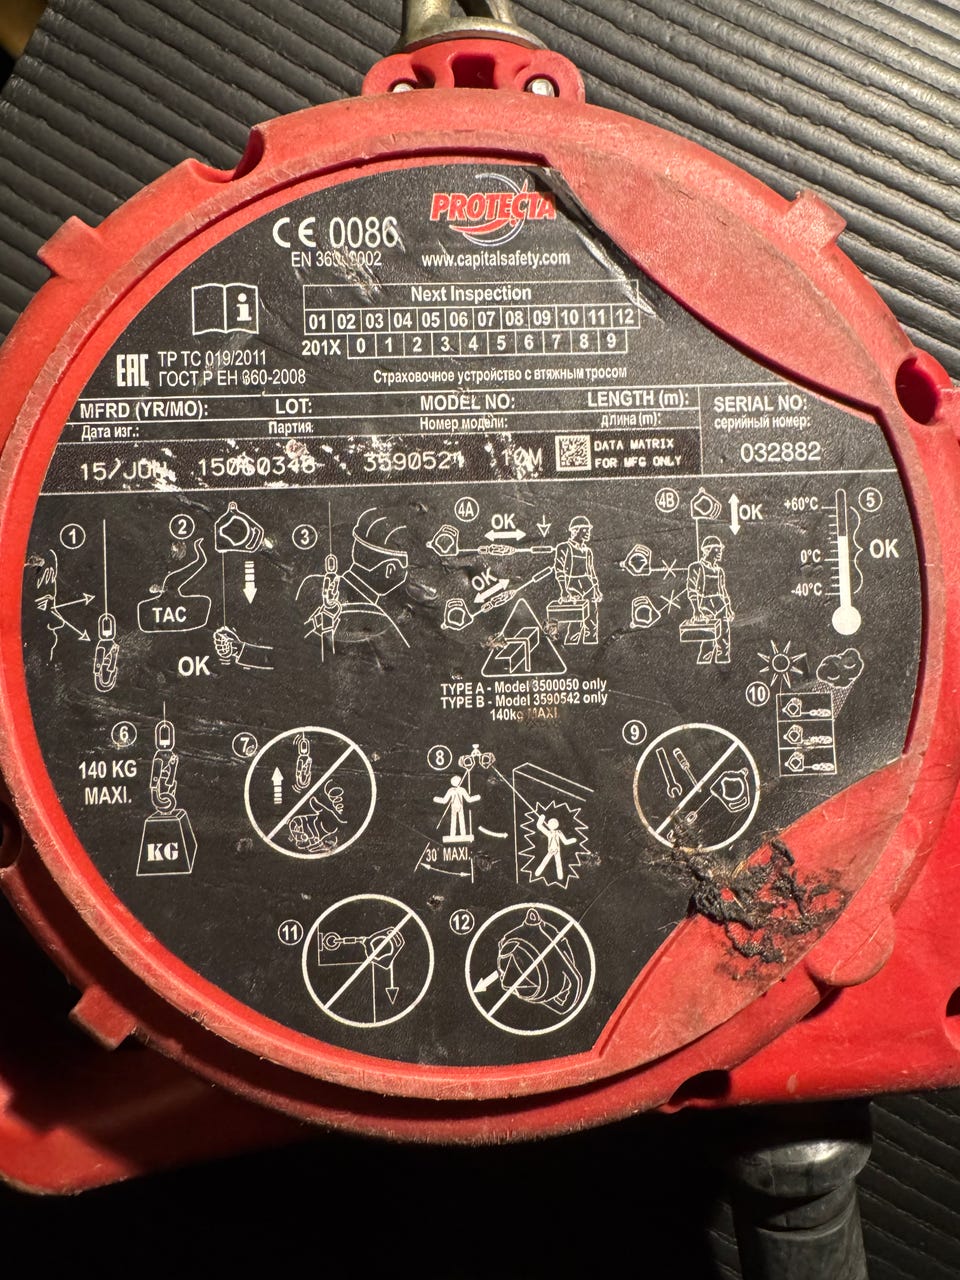 PROTECTA
CE 0086
www.capitalsafety.com
Next Inspection
01 02 03 04 05 06 07 08 09 10 11 12
201X 0 1 2 3 4 5 6 7 8 9
EAC ТР ТС 019/2011
ГОСТ Р ЕН 360-2008
Страховочное устройство с втяжным тросом
MFRD (YR/MO): LOT: MODEL NO: LENGTH (m): SERIAL NO:
Дата изг.: Партия: Номер модели: длина (m): серийный номер:
15/JUN 3590521 10M DATA MATRIX
FOR MFG ONLY
032882
1 2 3 4A OK 4B OK 5
+60°C
0°C
-40°C
OK
OK
TAC
OK
TYPE A - Model 3500050 only
TYPE B - Model 3590542 only
140kg MAXI.
6
140 KG
MAXI.
KG
7
8
30° MAXI.
9
10
11
12